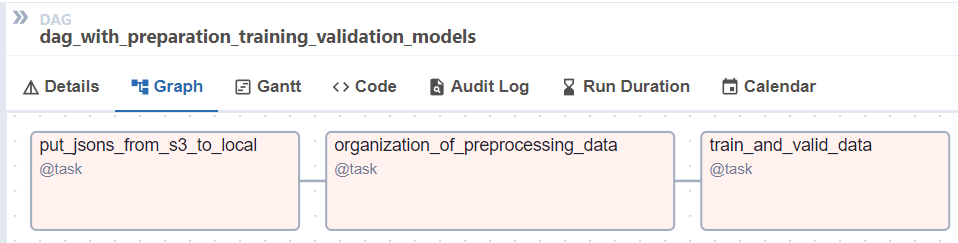 DAG
dag_with_preparation_training_validation_models
Details Graph Gantt Code Audit Log Run Duration Calendar
put_jsons_from_s3_to_local organization_of_preprocessing_data train_and_valid_data
@task @task @task